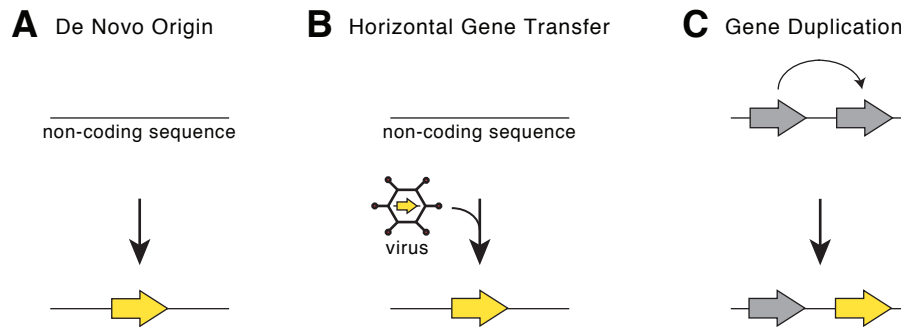 A De Novo Origin
B Horizontal Gene Transfer
C Gene Duplication
non-coding sequence
non-coding sequence
virus